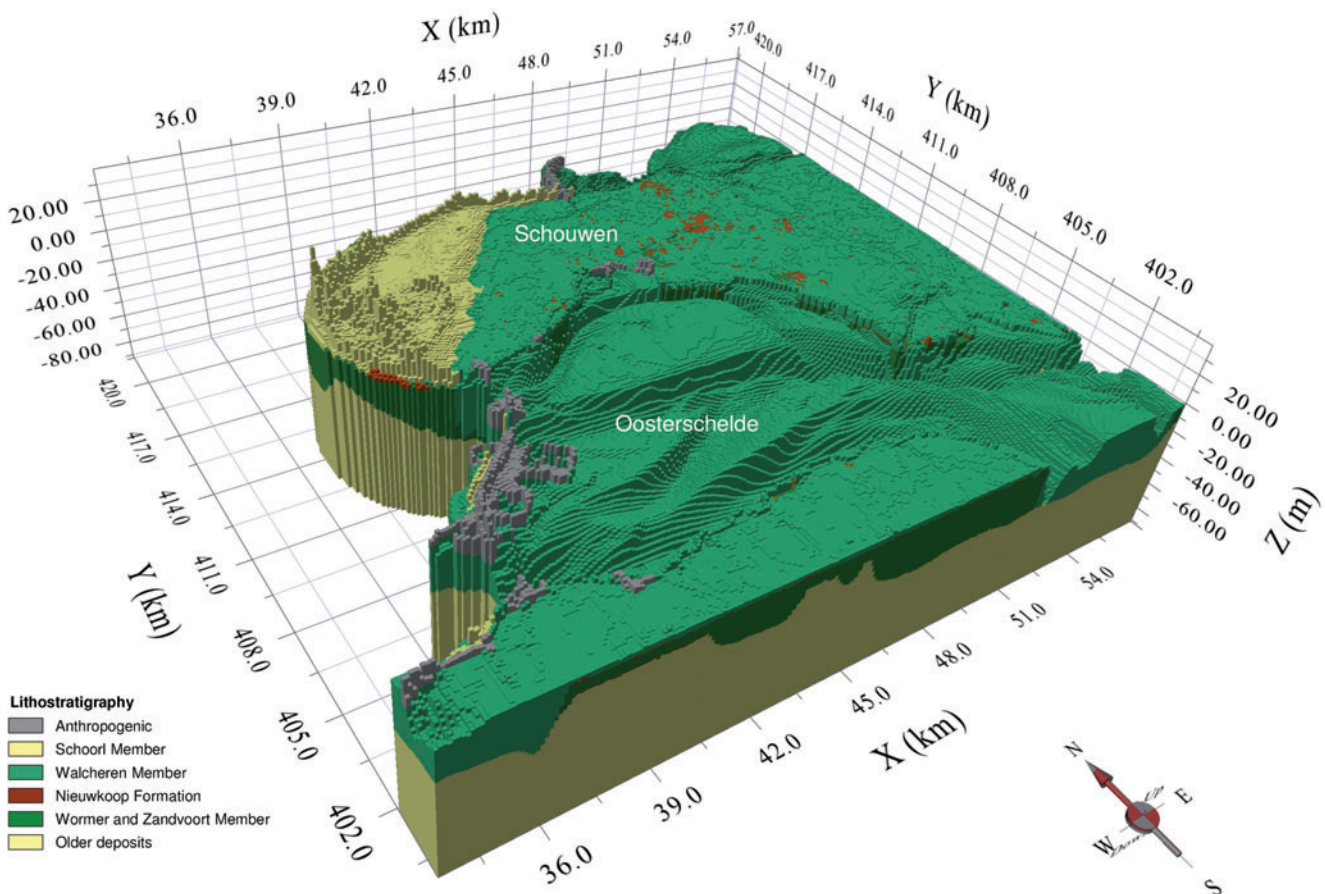 X (km)
36.0
39.0
42.0
45.0
48.0
51.0
54.0
57.0
420.0
417.0
414.0
411.0
408.0
405.0
402.0
Y (km)
20.00
0.00
-20.00
-40.00
-60.00
-80.00
Schouwen
Oosterschelde
20.00
0.00
-20.00
-40.00
-60.00
Z (m)
420.0
417.0
414.0
411.0
408.0
405.0
402.0
Y (km)
54.0
51.0
48.0
45.0
42.0
39.0
36.0
X (km)
Lithostratigraphy
Anthropogenic
Schoorl Member
Walcheren Member
Nieuwkoop Formation
Wormer and Zandvoort Member
Older deposits
N
UP
E
W
Down
S